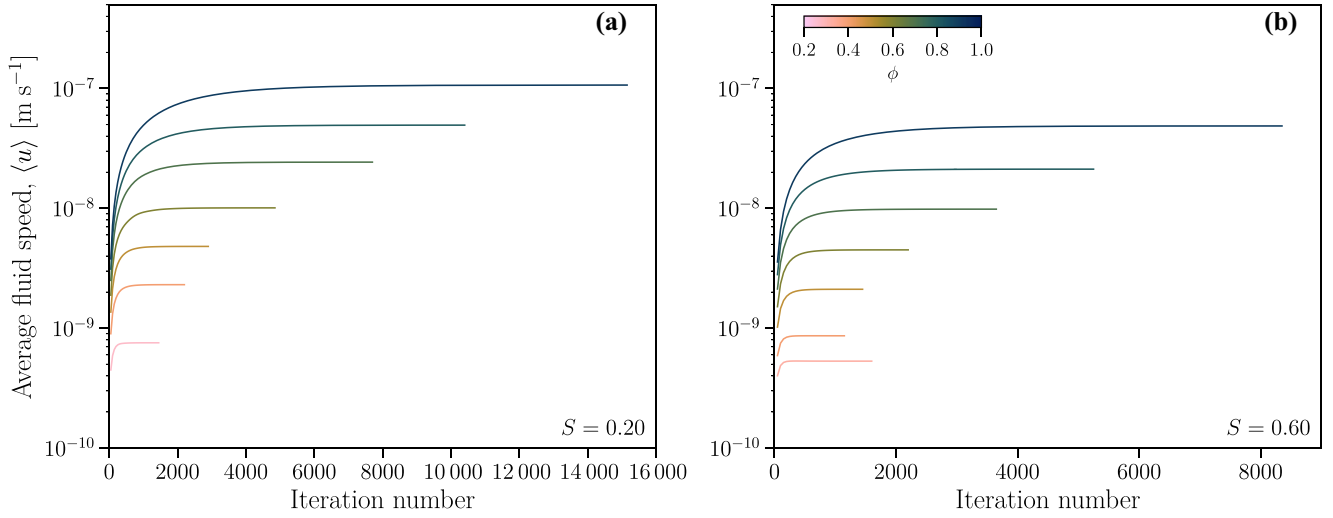 (a)
(b)
0.2 0.4 0.6 0.8 1.0
ϕ
Average fluid speed, ⟨u⟩ [m s⁻¹]
10⁻⁷
10⁻⁸
10⁻⁹
10⁻¹⁰
10⁻⁷
10⁻⁸
10⁻⁹
10⁻¹⁰
S = 0.20
S = 0.60
0 2000 4000 6000 8000 10 000 12 000 14 000 16 000
0 2000 4000 6000 8000
Iteration number
Iteration number